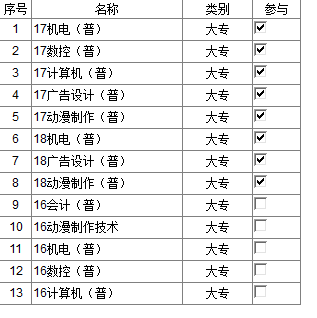 序号 名称 类别 参与
1 17机电（普） 大专
2 17数控（普） 大专
3 17计算机（普） 大专
4 17广告设计（普） 大专
5 17动漫制作（普） 大专
6 18机电（普） 大专
7 18广告设计（普） 大专
8 18动漫制作（普） 大专
9 16会计（普） 大专
10 16动漫制作技术 大专
11 16机电（普） 大专
12 16数控（普） 大专
13 16计算机（普） 大专